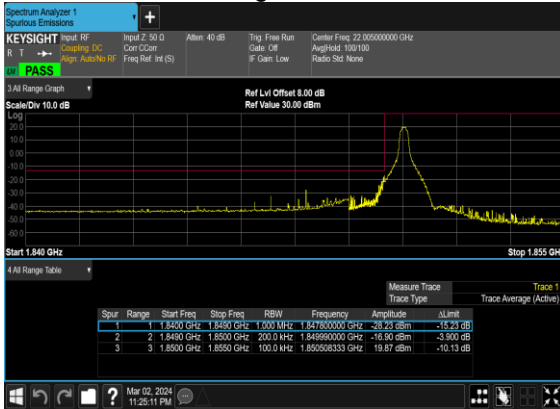 Spectrum Analyzer 1
Spurious Emissions
+
KEYSIGHT Input: RF Input Z: 50 Ω Atten: 40 dB Trig: Free Run Center Freq: 22.005000000 GHz
R T Coupling: DC Corr CCorr Gate: Off Avg|Hold: 100/100
Align: Auto/No RF Freq Ref: Int (S) IF Gain: Low Radio Std: None
PASS
3 All Range Graph
Ref Lvl Offset 8.00 dB
Scale/Div 10.0 dB Ref Value 30.00 dBm
Log
20.0
10.0
0.00
-10.0
-20.0
-30.0
-40.0
-50.0
-60.0
Start 1.840 GHz Stop 1.855 GH
4 All Range Table
Measure Trace Trace 1
Trace Type Trace Average (Active)
Spur Range Start Freq Stop Freq RBW Frequency Amplitude ΔLimit
1 1 1.8400 GHz 1.8490 GHz 1.000 MHz 1.847800000 GHz -28.23 dBm -15.23 dB
2 2 1.8490 GHz 1.8500 GHz 200.0 kHz 1.849990000 GHz -16.90 dBm -3.900 dB
3 3 1.8500 GHz 1.8550 GHz 100.0 kHz 1.850508333 GHz 19.87 dBm -10.13 dB
? Mar 02, 2024
11:25:11 PM